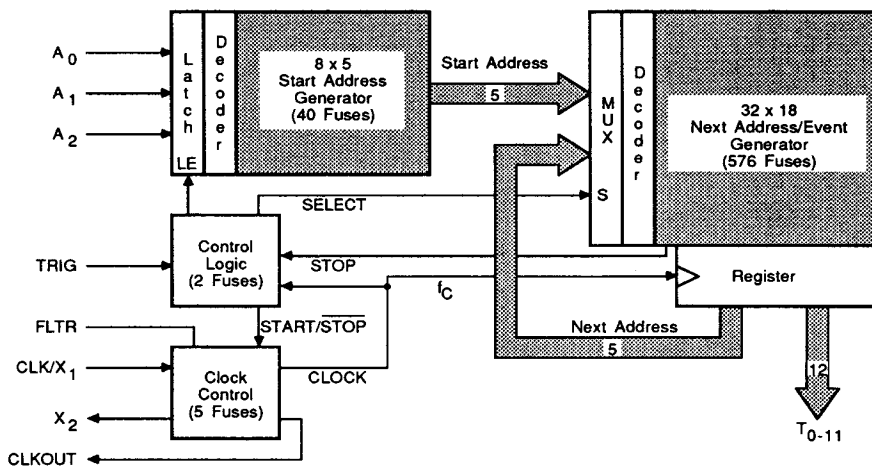 A0
A1
A2
Latch
LE
Decoder
8 x 5
Start Address
Generator
(40 Fuses)
Start Address
5
MUX
S
Decoder
32 x 18
Next Address/Event
Generator
(576 Fuses)
SELECT
TRIG
Control
Logic
(2 Fuses)
STOP
fC
Register
START/STOP
Next Address
5
FLTR
CLK/X1
X2
CLKOUT
Clock
Control
(5 Fuses)
CLOCK
12
T0-11